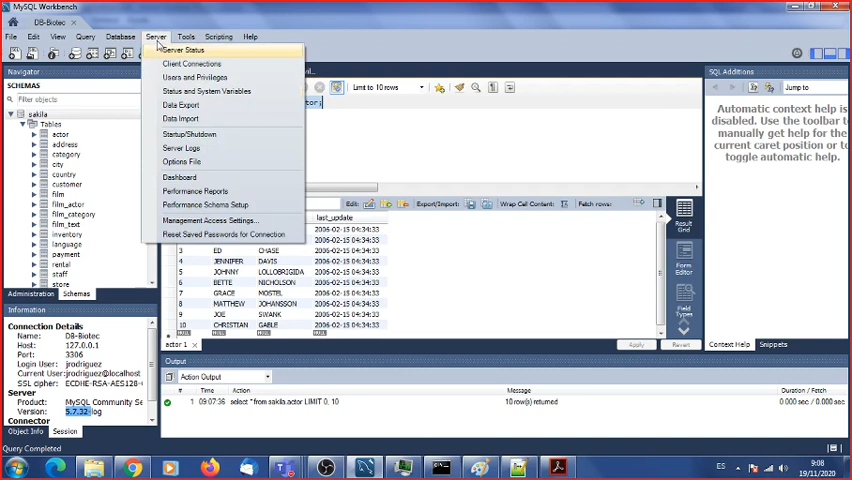 MySQL Workbench
DB-Biotec
File Edit View Query Database Server Tools Scripting Help
Server Status
Client Connections
Users and Privileges
Status and System Variables
Data Export
Data Import
Startup/Shutdown
Server Logs
Options File
Dashboard
Performance Reports
Performance Schema Setup
Management Access Settings...
Reset Saved Passwords for Connection
Navigator
SCHEMAS
Filter objects
sakila
Tables
actor
address
category
city
country
customer
film
film_actor
film_category
film_text
inventory
language
payment
rental
staff
store
Administration Schemas
Information
Connection Details
Name: DB-Biotec
Host: 127.0.0.1
Port: 3306
Login User: jrodriguez
Current User: jrodriguez@%
SSL cipher: ECDHE-RSA-AES128-
Server
Product: MySQL Community Se
Version: 5.7.32-log
Connector
Object Info Session
Query Completed
Limit to 10 rows
tor;
Edit: Export/Import: Wrap Cell Content: Fetch rows:
last_update
2006-02-15 04:34:33
2006-02-15 04:34:33
3 ED CHASE 2006-02-15 04:34:33
4 JENNIFER DAVIS 2006-02-15 04:34:33
5 JOHNNY LOLLOBRIGIDA 2006-02-15 04:34:33
6 BETTE NICHOLSON 2006-02-15 04:34:33
7 GRACE MOSTEL 2006-02-15 04:34:33
8 MATTHEW JOHANSSON 2006-02-15 04:34:33
9 JOE SWANK 2006-02-15 04:34:33
10 CHRISTIAN GABLE 2006-02-15 04:34:33
NULL NULL NULL NULL
actor 1
Apply Revert
Result Grid
Form Editor
Field Types
Output
Action Output
# Time Action Message Duration / Fetch
1 09:07:36 select * from sakila.actor LIMIT 0, 10 10 row(s) returned 0.000 sec / 0.000 sec
SQL Additions
Jump to
Automatic context help is
disabled. Use the toolbar to
manually get help for the
current caret position or to
toggle automatic help.
Context Help Snippets
ES
9:08
19/11/2020